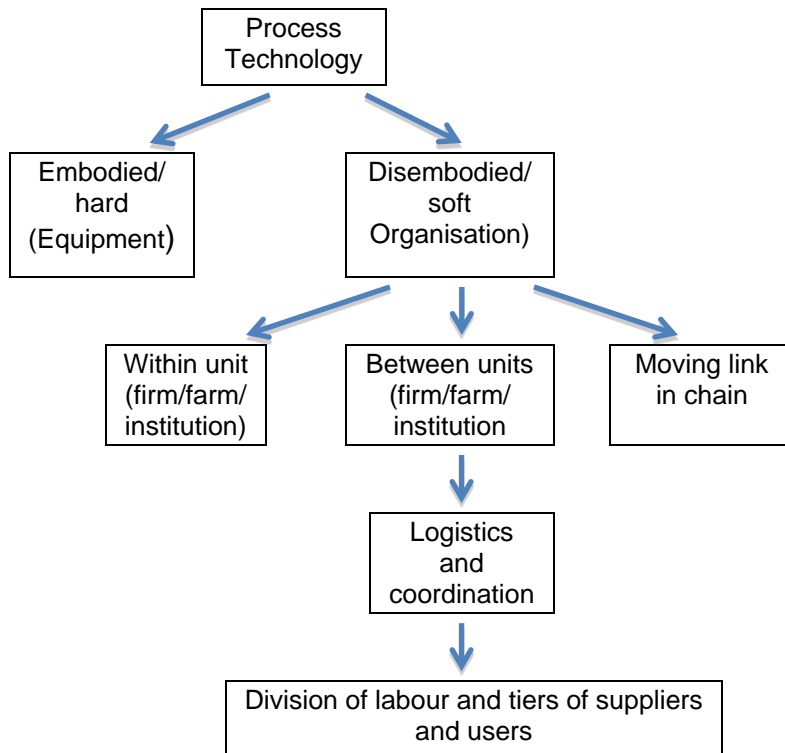 Process
Technology
Embodied/
hard
(Equipment)
Disembodied/
soft
Organisation)
Within unit
(firm/farm/
institution)
Between units
(firm/farm/
institution
Moving link
in chain
Logistics
and
coordination
Division of labour and tiers of suppliers
and users